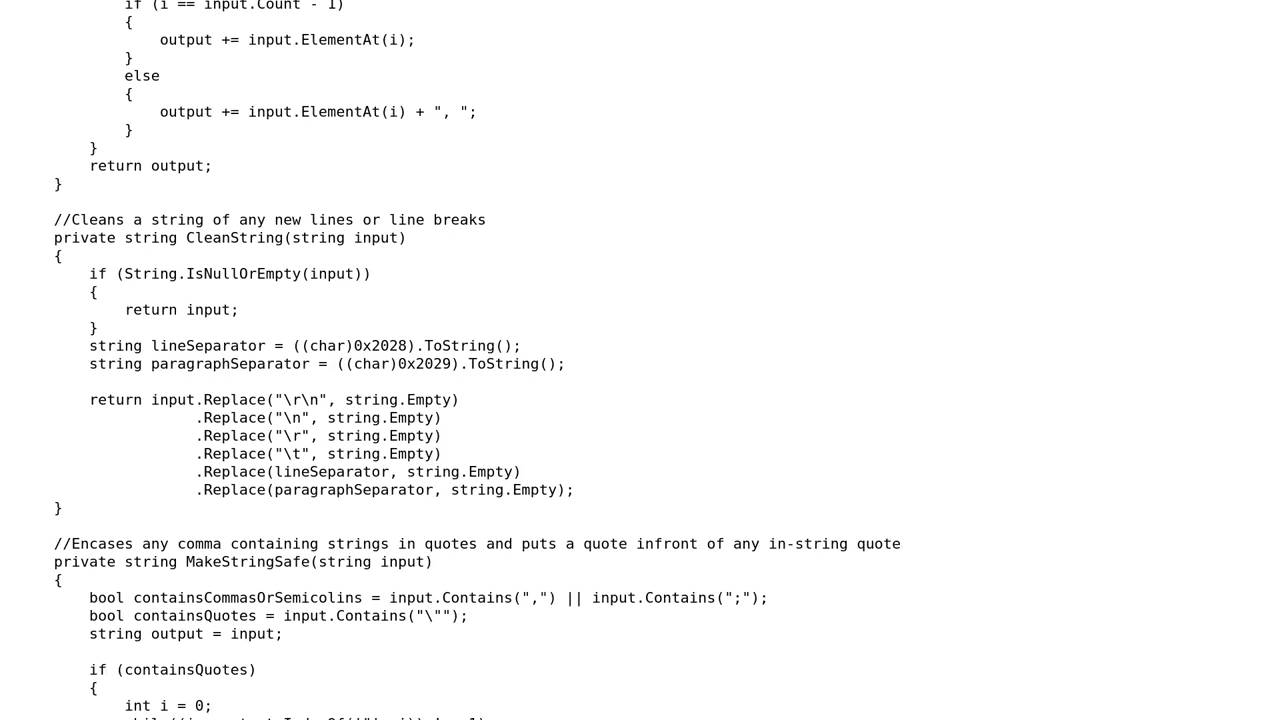 if (i == input.Count - 1)
{
output += input.ElementAt(i);
}
else
{
output += input.ElementAt(i) + ", ";
}
}
return output;
}
//Cleans a string of any new lines or line breaks
private string CleanString(string input)
{
if (String.IsNullOrEmpty(input))
{
return input;
}
string lineSeparator = ((char)0x2028).ToString();
string paragraphSeparator = ((char)0x2029).ToString();
return input.Replace("\r\n", string.Empty)
.Replace("\n", string.Empty)
.Replace("\r", string.Empty)
.Replace("\t", string.Empty)
.Replace(lineSeparator, string.Empty)
.Replace(paragraphSeparator, string.Empty);
}
//Encases any comma containing strings in quotes and puts a quote infront of any in-string quote
private string MakeStringSafe(string input)
{
bool containsCommasOrSemicolins = input.Contains(",") || input.Contains(";");
bool containsQuotes = input.Contains("\"");
string output = input;
if (containsQuotes)
{
int i = 0;